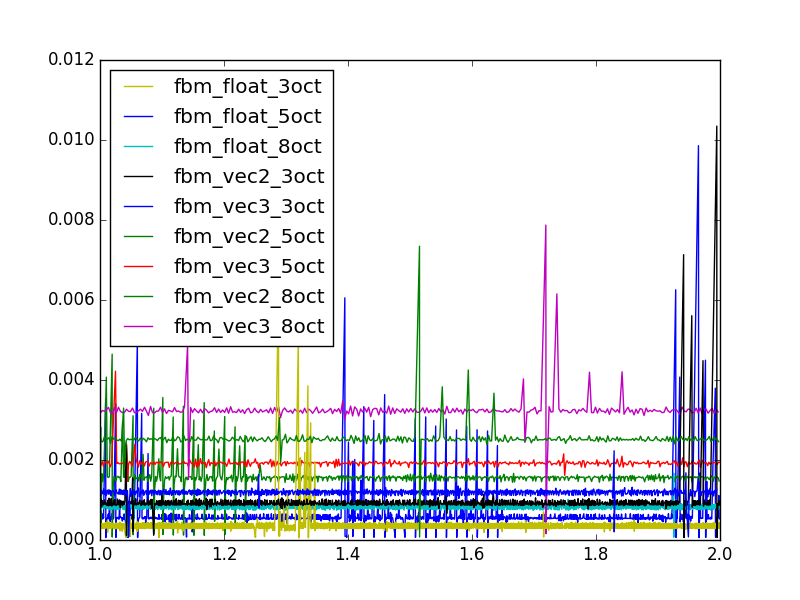 0.012
0.010
0.008
0.006
0.004
0.002
0.000
fbm_float_3oct
fbm_float_5oct
fbm_float_8oct
fbm_vec2_3oct
fbm_vec3_3oct
fbm_vec2_5oct
fbm_vec3_5oct
fbm_vec2_8oct
fbm_vec3_8oct
1.0 1.2 1.4 1.6 1.8 2.0